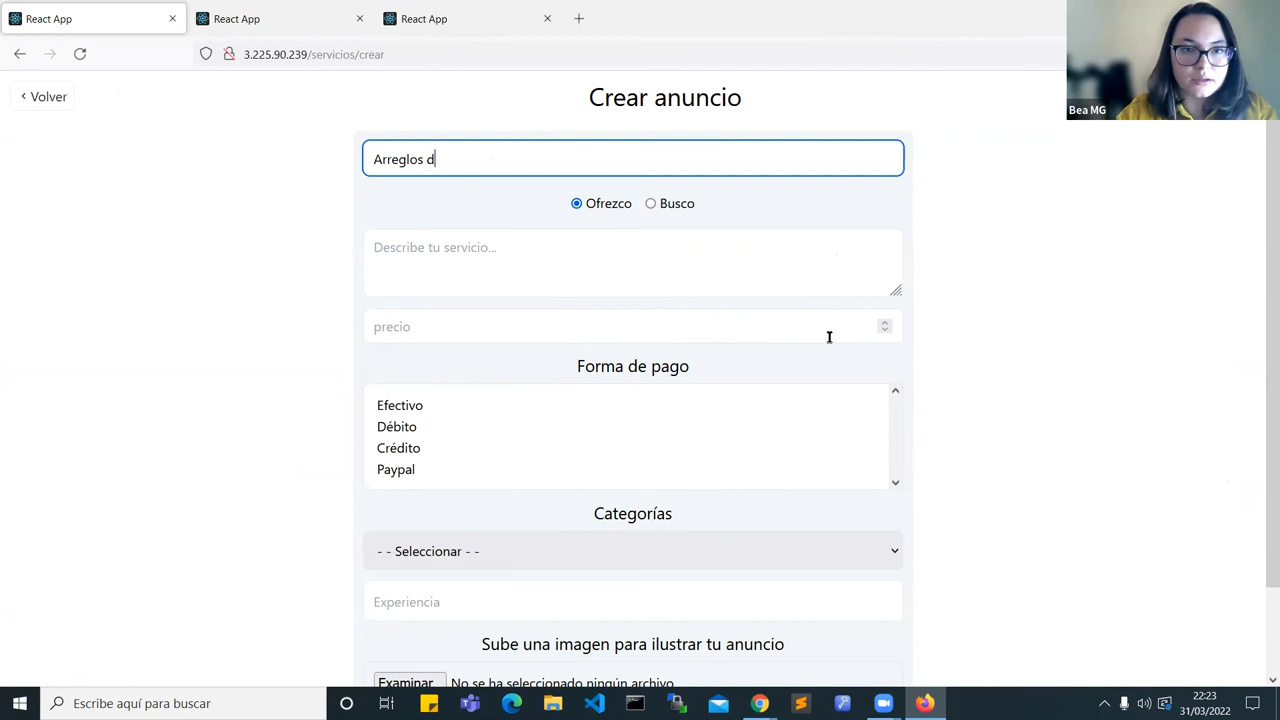 React App
React App
React App
3.225.90.239/servicios/crear
Volver
Crear anuncio
Bea MG
Arreglos d
Ofrezco
Busco
Describe tu servicio...
precio
Forma de pago
Efectivo
Débito
Crédito
Paypal
Categorías
- - Seleccionar - -
Experiencia
Sube una imagen para ilustrar tu anuncio
Examinar... No se ha seleccionado ningún archivo.
Escribe aquí para buscar
22:23
31/03/2022